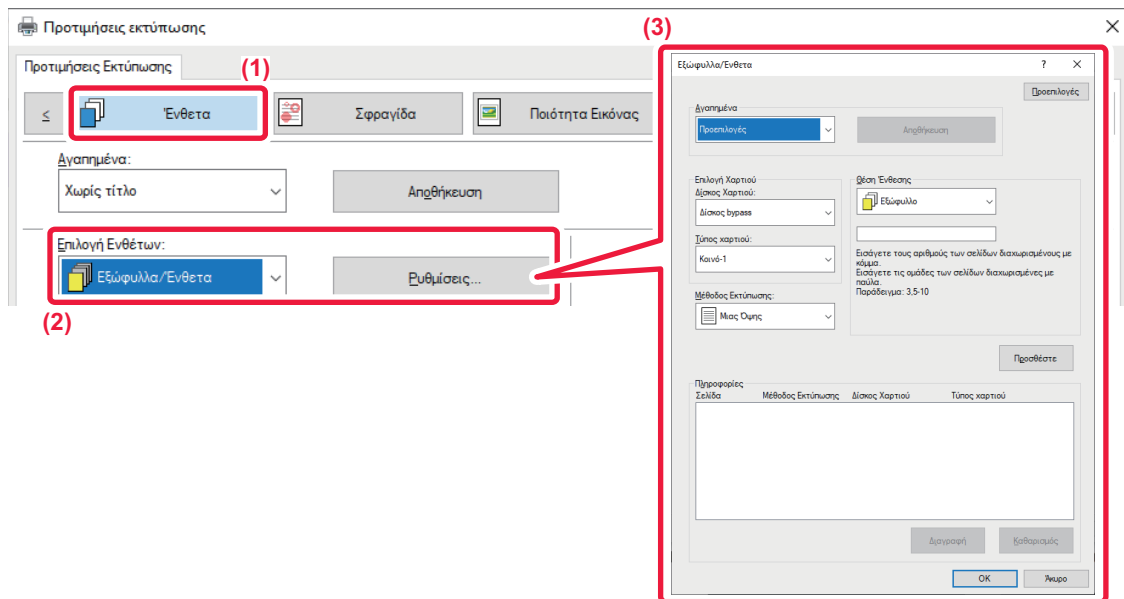 Προτιμήσεις εκτύπωσης
Προτιμήσεις Εκτύπωσης
(1)
≤
Ένθετα
Σφραγίδα
Ποιότητα Εικόνας
Αγαπημένα:
Χωρίς τίτλο
Αποθήκευση
Επιλογή Ενθέτων:
Εξώφυλλα/Ένθετα
Ρυθμίσεις...
(2)
(3)
Εξώφυλλα/Ένθετα
?
Προεπιλογές
Αγαπημένα
Προεπιλογές
Αποθήκευση
Επιλογή Χαρτιού
Δίσκος Χαρτιού:
Δίσκος bypass
Τύπος χαρτιού:
Κοινό-1
Μέθοδος Εκτύπωσης:
Μιας Όψης
Θέση Ένθεσης
Εξώφυλλο
Εισάγετε τους αριθμούς των σελίδων διαχωρισμένους με
κόμμα.
Εισάγετε τις ομάδες των σελίδων διαχωρισμένες με
παύλα.
Παράδειγμα: 3,5-10
Προσθέστε
Πληροφορίες
Σελίδα Μέθοδος Εκτύπωσης Δίσκος Χαρτιού Τύπος χαρτιού
Διαγραφή
Καθαρισμός
OK
Άκυρο